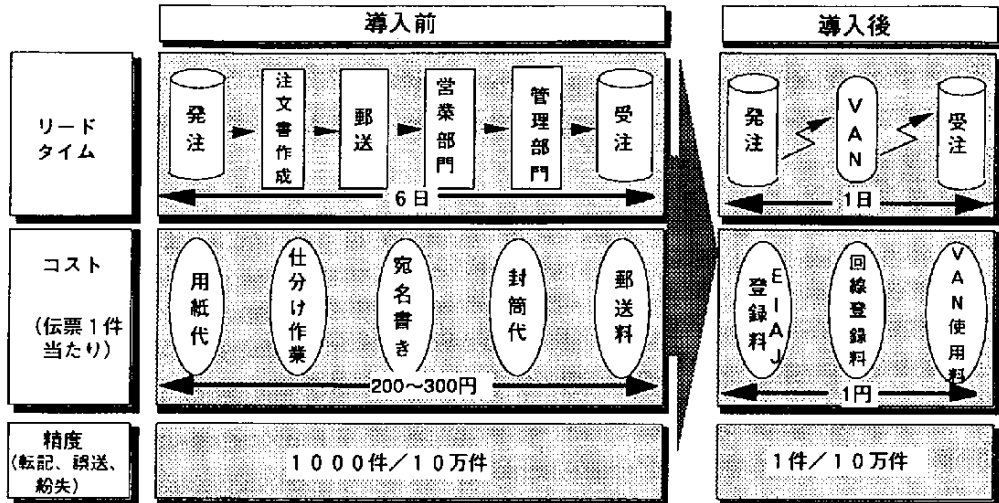 導入前
導入後
リード
タイム
発注
注文書作成
郵送
営業部門
管理部門
受注
6日
発注
VAN
受注
1日
コスト
(伝票1件
当たり)
用紙代
仕分け作業
宛名書き
封筒代
郵送料
200〜300円
EIAJ
登録料
回線登録料
VAN使用料
1円
精度
(転記、誤送、
紛失)
1000件/10万件
1件/10万件